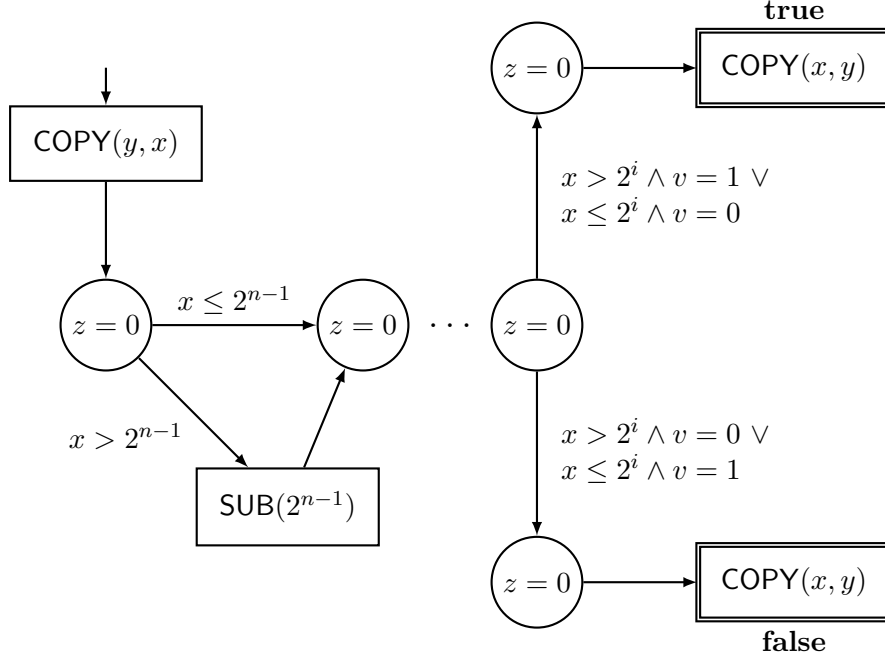 true
z = 0
COPY(x, y)
COPY(y, x)
x > 2^i ∧ v = 1 ∨
x ≤ 2^i ∧ v = 0
x ≤ 2^{n−1}
z = 0
z = 0
· · ·
z = 0
x > 2^{n−1}
x > 2^i ∧ v = 0 ∨
x ≤ 2^i ∧ v = 1
SUB(2^{n−1})
z = 0
COPY(x, y)
false